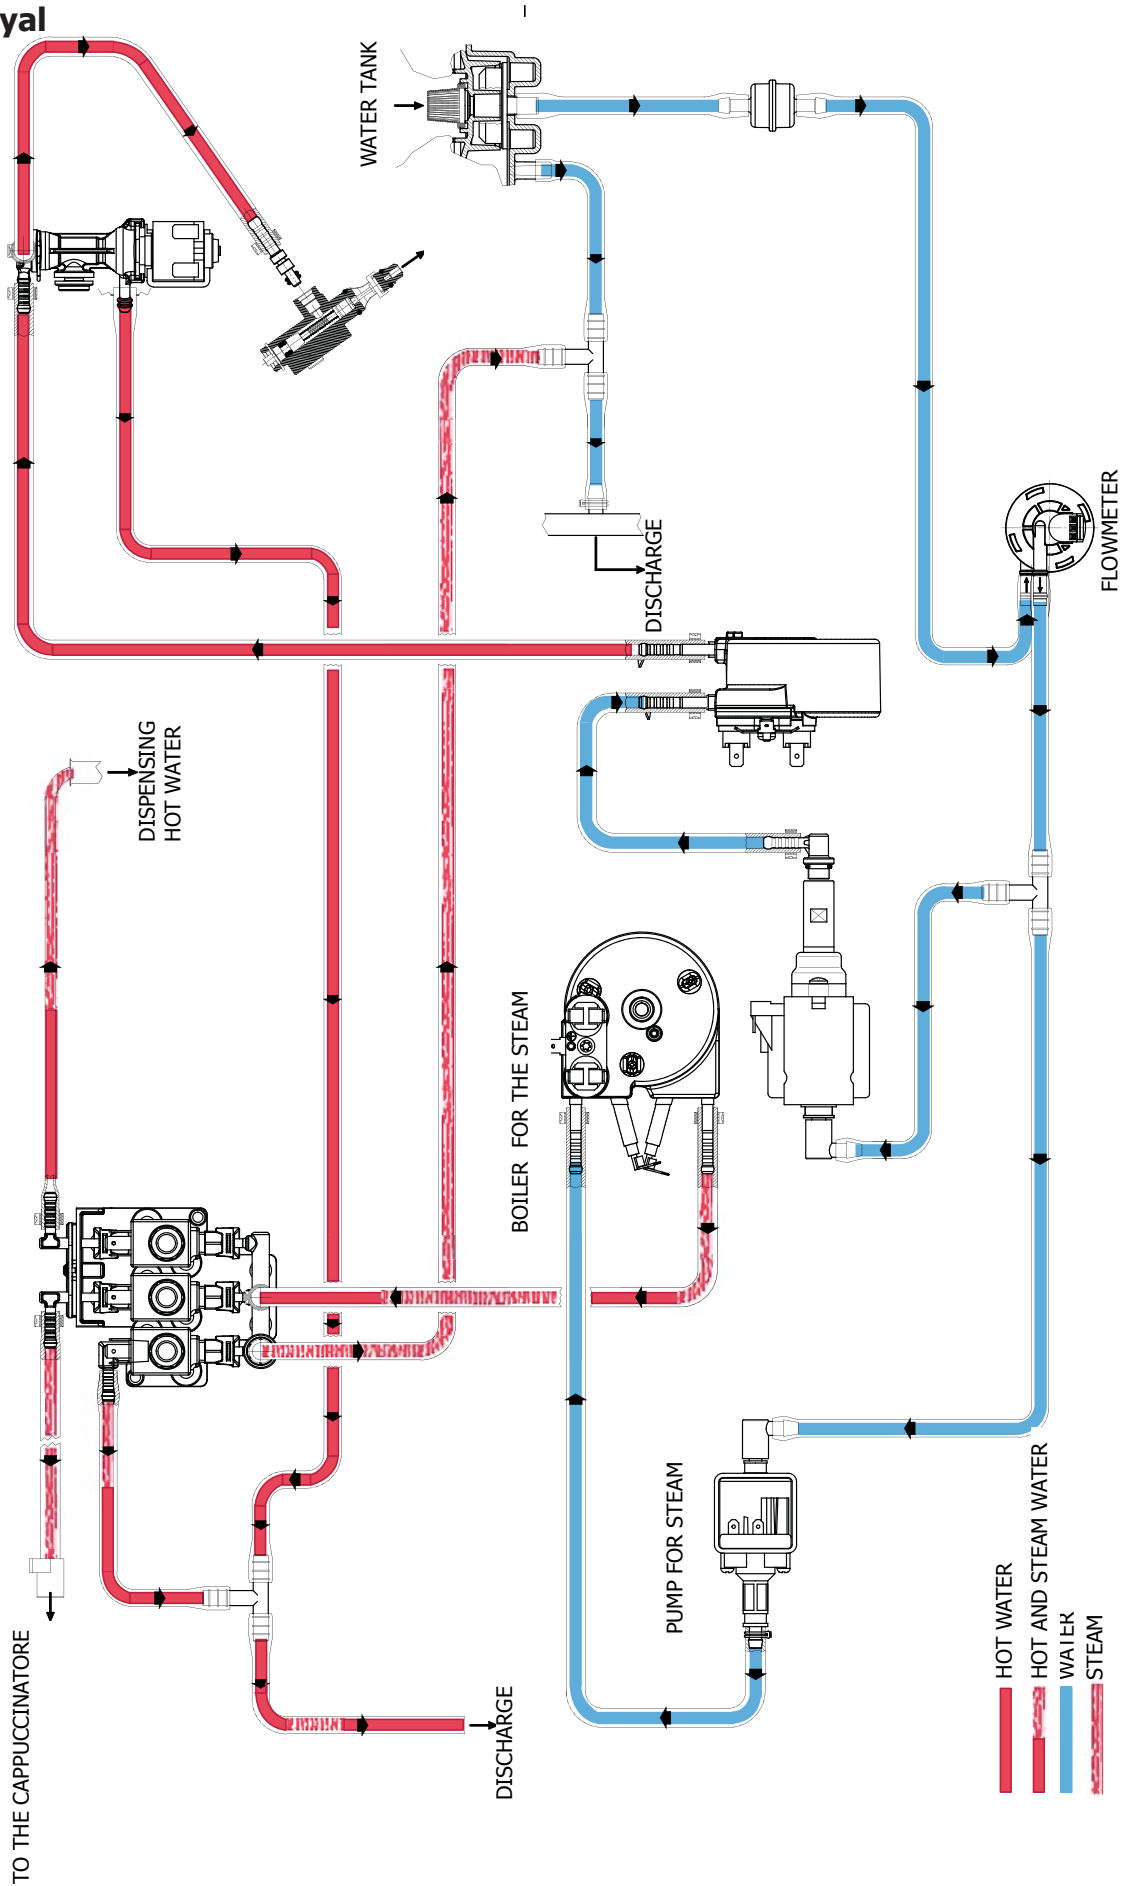 yal
WATER TANK
DISCHARGE
FLOWMETER
DISPENSING
HOT WATER
BOILER FOR THE STEAM
PUMP FOR STEAM
TO THE CAPPUCCINATORE
DISCHARGE
HOT WATER
HOT AND STEAM WATER
WATER
STEAM